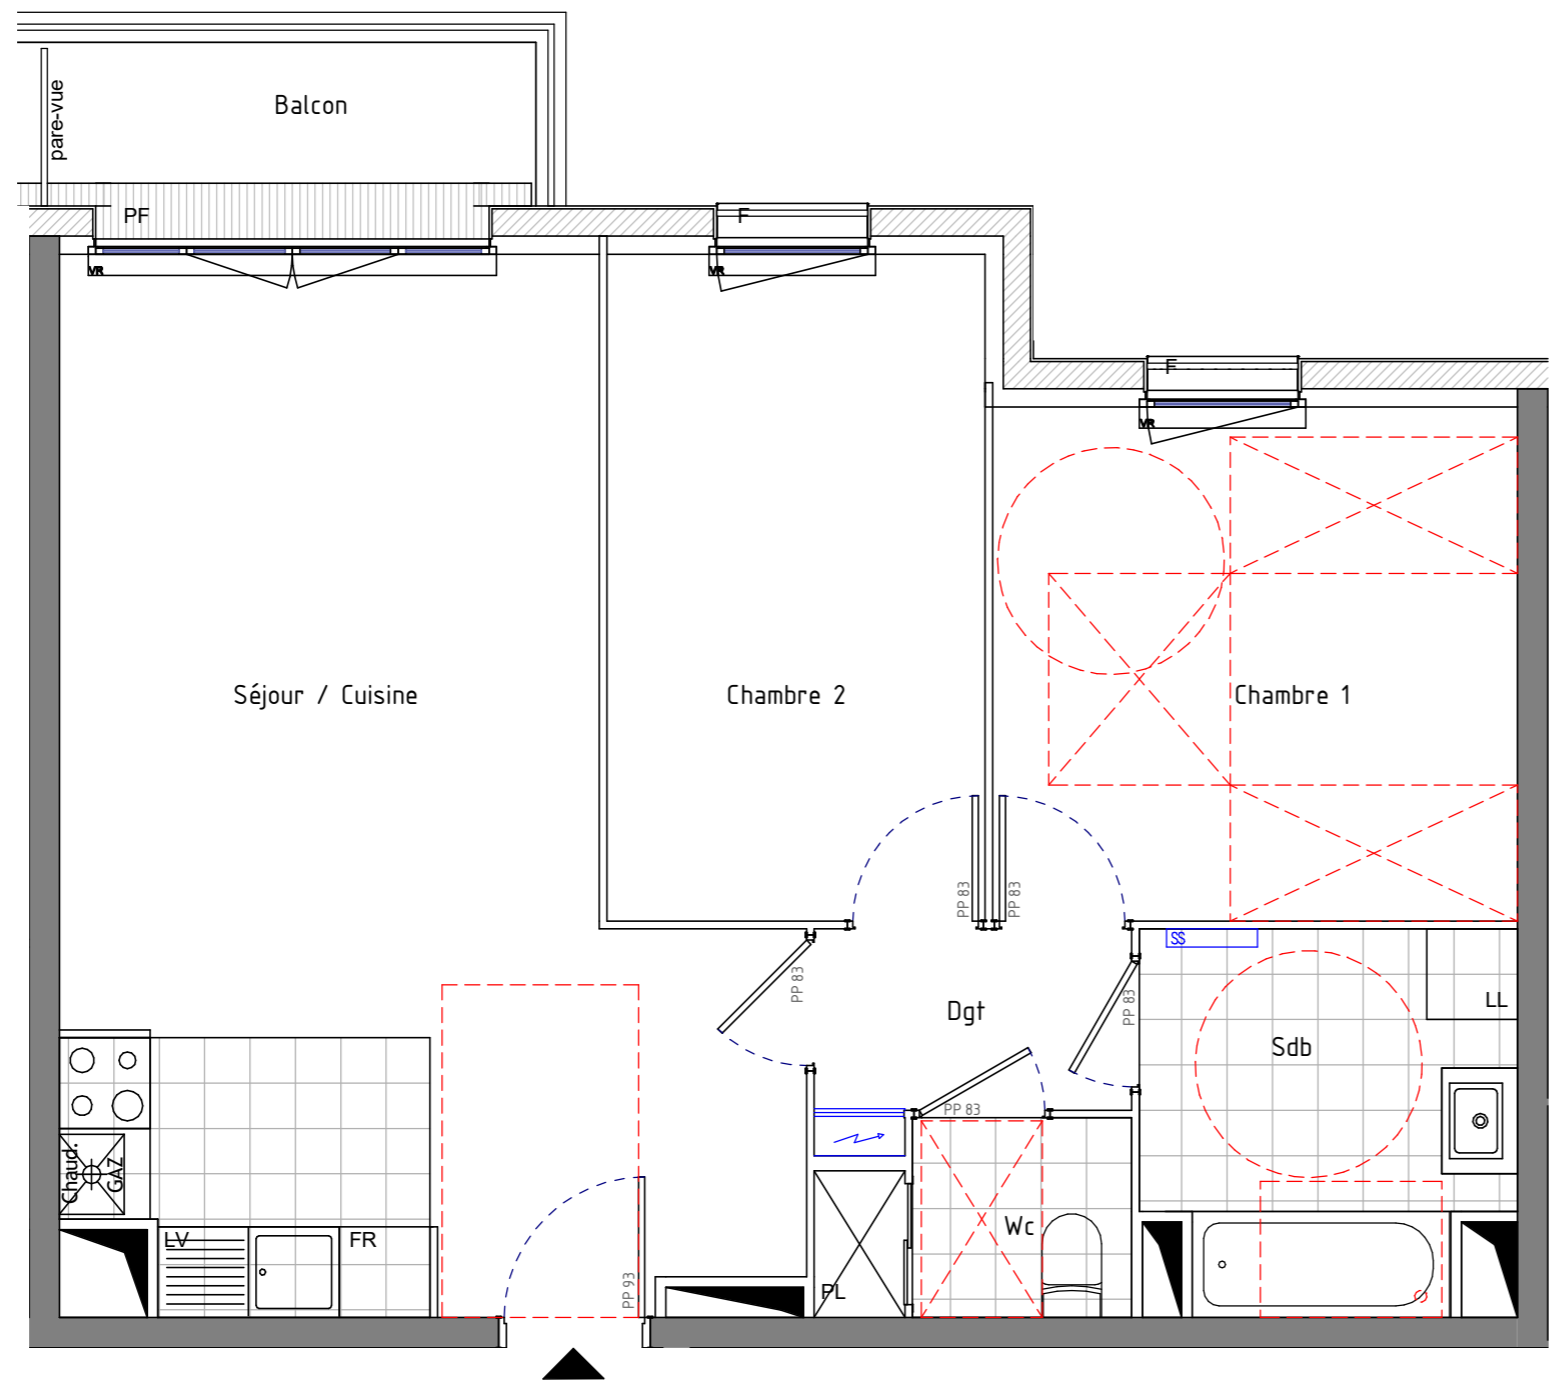 Balcon
pare-vue
PF
F
VR
VR
F
VR
Séjour / Cuisine
Chambre 2
Chambre 1
PP 83
PP 83
PP 83
PP 83
SS
LL
Dgt
Sdb
PP 83
Chaud.
GAZ
LV
FR
PP 93
PL
Wc